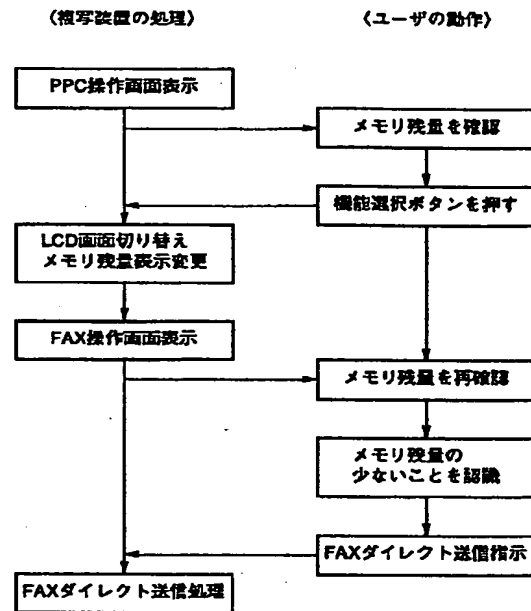 〈複写装置の処理〉
〈ユーザの動作〉
PPC操作画面表示
メモリ残量を確認
機能選択ボタンを押す
LCD画面切り替え
メモリ残量表示変更
FAX操作画面表示
メモリ残量を再確認
メモリ残量の
少ないことを認識
FAXダイレクト送信指示
FAXダイレクト送信処理